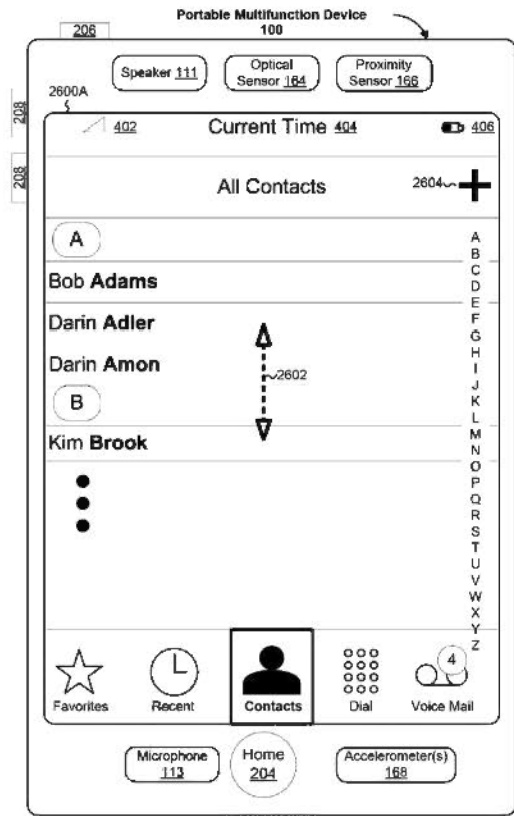 206
Portable Multifunction Device
100
Speaker 111
Optical
Sensor 164
Proximity
Sensor 166
2600A
208
402
Current Time 404
406
208
All Contacts
2604
A
A
B
C
D
E
F
G
H
I
J
K
L
M
N
O
P
Q
R
S
T
U
V
W
X
Y
Z
Bob Adams
Darin Adler
Darin Amon
2602
B
Kim Brook
4
Favorites
Recent
Contacts
Dial
Voice Mail
Microphone
113
Home
204
Accelerometer(s)
168